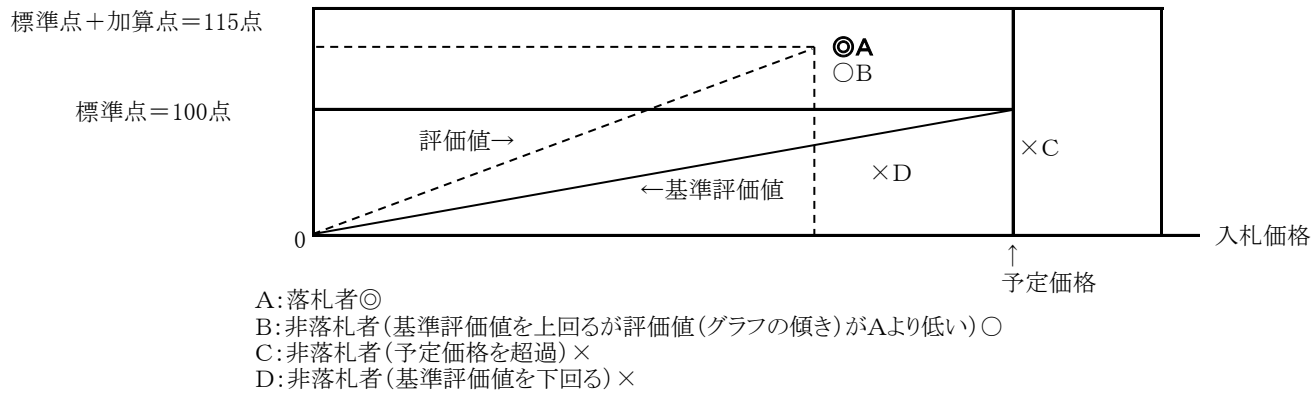 標準点+加算点=115点
◎A
○B
標準点=100点
評価値→
×C
×D
←基準評価値
0
入札価格
↑
予定価格
A:落札者◎
B:非落札者(基準評価値を上回るが評価値(グラフの傾き)がAより低い)○
C:非落札者(予定価格を超過)×
D:非落札者(基準評価値を下回る)×